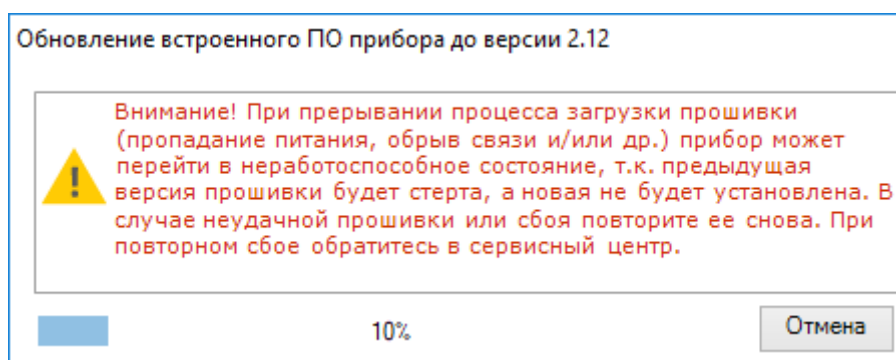 Обновление встроенного ПО прибора до версии 2.12
Внимание! При прерывании процесса загрузки прошивки
(пропадание питания, обрыв связи и/или др.) прибор может
перейти в неработоспособное состояние, т.к. предыдущая
версия прошивки будет стерта, а новая не будет установлена. В
случае неудачной прошивки или сбоя повторите ее снова. При
повторном сбое обратитесь в сервисный центр.
10%
Отмена